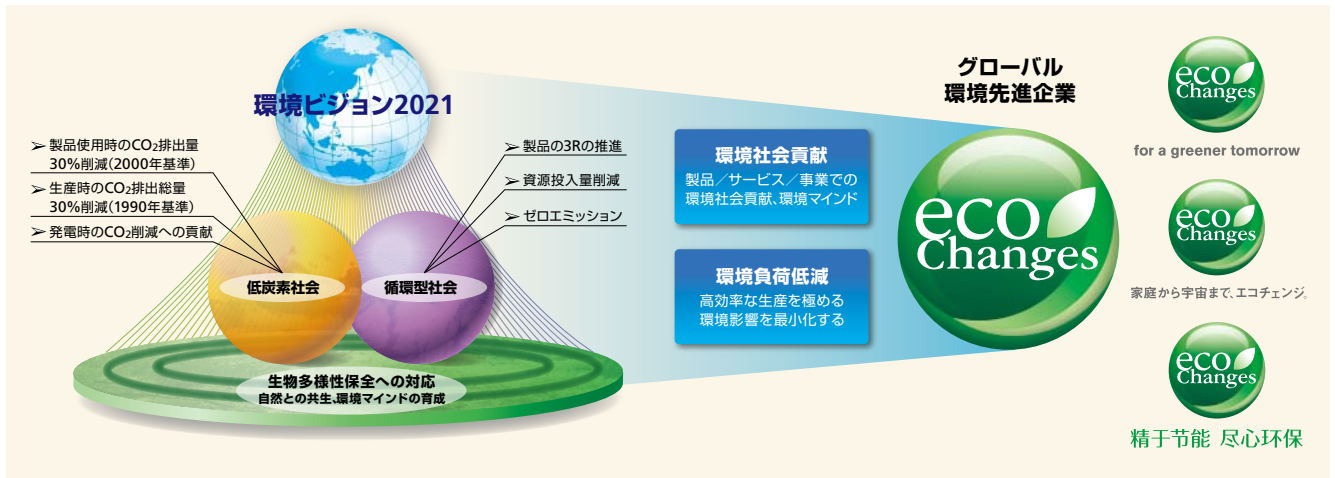 環境ビジョン2021
➢ 製品使用時のCO₂排出量
30%削減(2000年基準)
➢ 生産時のCO₂排出総量
30%削減(1990年基準)
➢ 発電時のCO₂削減への貢献
➢ 製品の3Rの推進
➢ 資源投入量削減
➢ ゼロエミッション
低炭素社会
循環型社会
生物多様性保全への対応
自然との共生、環境マインドの育成
環境社会貢献
製品／サービス／事業での
環境社会貢献、環境マインド
環境負荷低減
高効率な生産を極める
環境影響を最小化する
グローバル
環境先進企業
eco
Changes
eco
Changes
for a greener tomorrow
eco
Changes
家庭から宇宙まで、エコチェンジ。
eco
Changes
精于节能 尽心环保